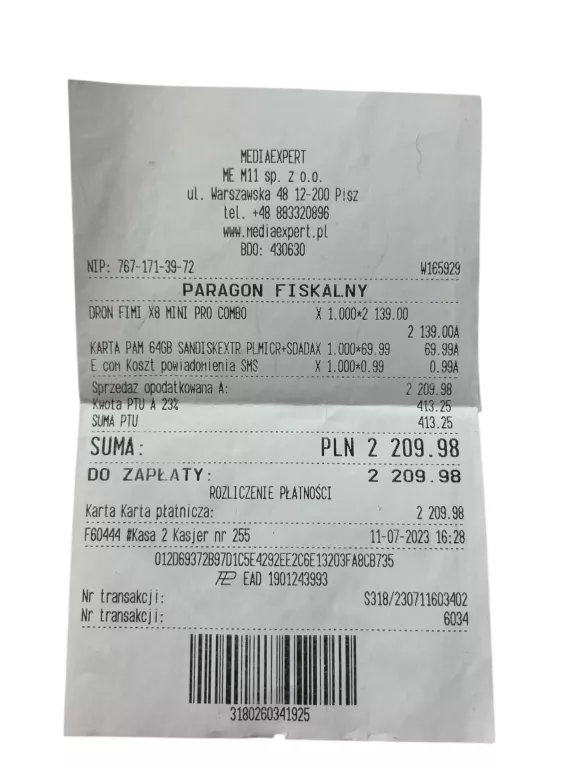 MEDIAEXPERT
ME M11 sp. z o.o.
ul. Warszawska 48 12-200 Pisz
tel. +48 883320896
www.mediaexpert.pl
BDO: 430630
NIP: 767-171-39-72 W165929
PARAGON FISKALNY
DRON FIMI X8 MINI PRO COMBO X 1.000*2 139.00
2 139.00A
KARTA PAM 64GB SANDISKEXTR PLMICR+SDADAX 1.000*69.99 69.99A
E com Koszt powiadomienia SMS X 1.000*0.99 0.99A
Sprzedaż opodatkowana A: 2 209.98
Kwota PTU A 23% 413.25
SUMA PTU 413.25
SUMA: PLN 2 209.98
DO ZAPŁATY: 2 209.98
ROZLICZENIE PŁATNOŚCI
Karta Karta płatnicza: 2 209.98
F60444 #Kasa 2 Kasjer nr 255 11-07-2023 16:28
012D69372B97D1C5E4292EE2C6E13203FA8CB735
EAD 1901243993
Nr transakcji: S318/230711603402
Nr transakcji: 6034
3180260341925